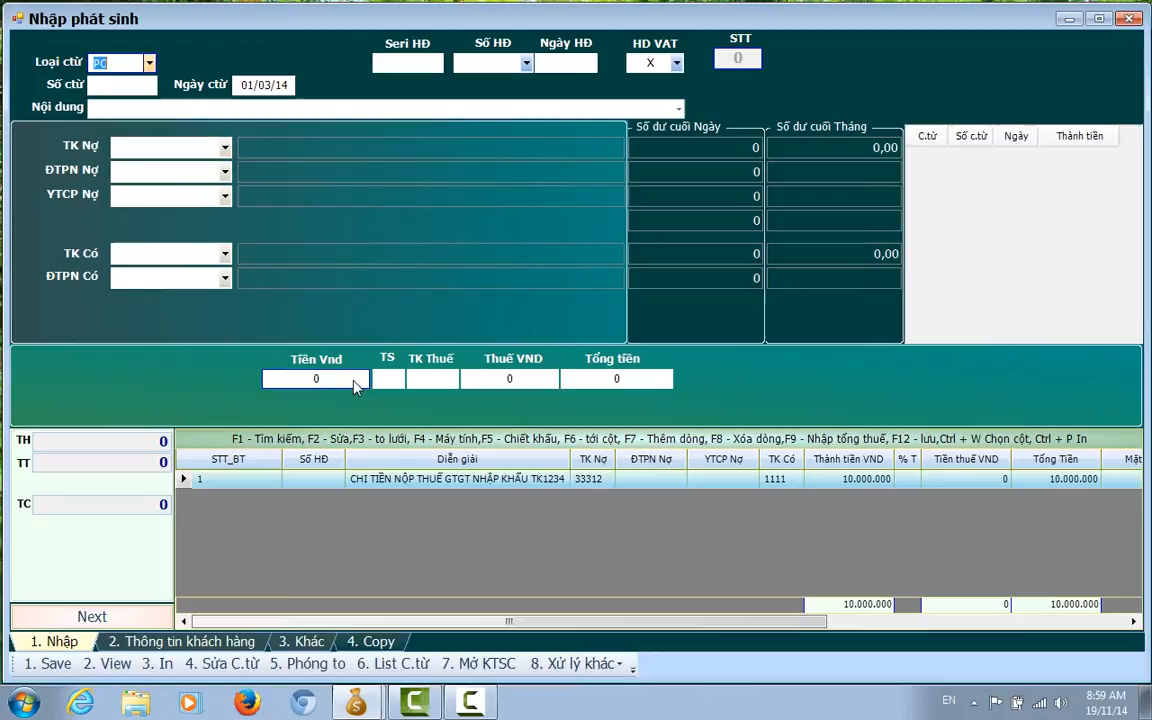 Nhập phát sinh
Loại ctừ PC Seri HĐ Số HĐ Ngày HĐ HD VAT X STT 0
Số ctừ Ngày ctừ 01/03/14
Nội dung
Số dư cuối Ngày Số dư cuối Tháng C.từ Số c.từ Ngày Thành tiền
TK Nợ 0 0,00
ĐTPN Nợ 0
YTCP Nợ 0
0
TK Có 0 0,00
ĐTPN Có 0
Tiền Vnd TS TK Thuế Thuế VND Tổng tiền
0 0 0
TH 0
TT 0
TC 0
F1 - Tìm kiếm, F2 - Sửa,F3 - to lưới, F4 - Máy tính,F5 - Chiết khấu, F6 - tới cột, F7 - Thêm dòng, F8 - Xóa dòng,F9 - Nhập tổng thuế, F12 - lưu,Ctrl + W Chọn cột, Ctrl + P In
STT_BT Số HĐ Diễn giải TK Nợ ĐTPN Nợ YTCP Nợ TK Có Thành tiền VND % T Tiền thuế VND Tổng Tiền Mặt
1 CHI TIỀN NỘP THUẾ GTGT NHẬP KHẨU TK1234 33312 1111 10.000.000 0 10.000.000
10.000.000 0 10.000.000
Next
1. Nhập 2. Thông tin khách hàng 3. Khác 4. Copy
1. Save 2. View 3. In 4. Sửa C.từ 5. Phóng to 6. List C.từ 7. Mở KTSC 8. Xử lý khác
EN 8:59 AM
19/11/14